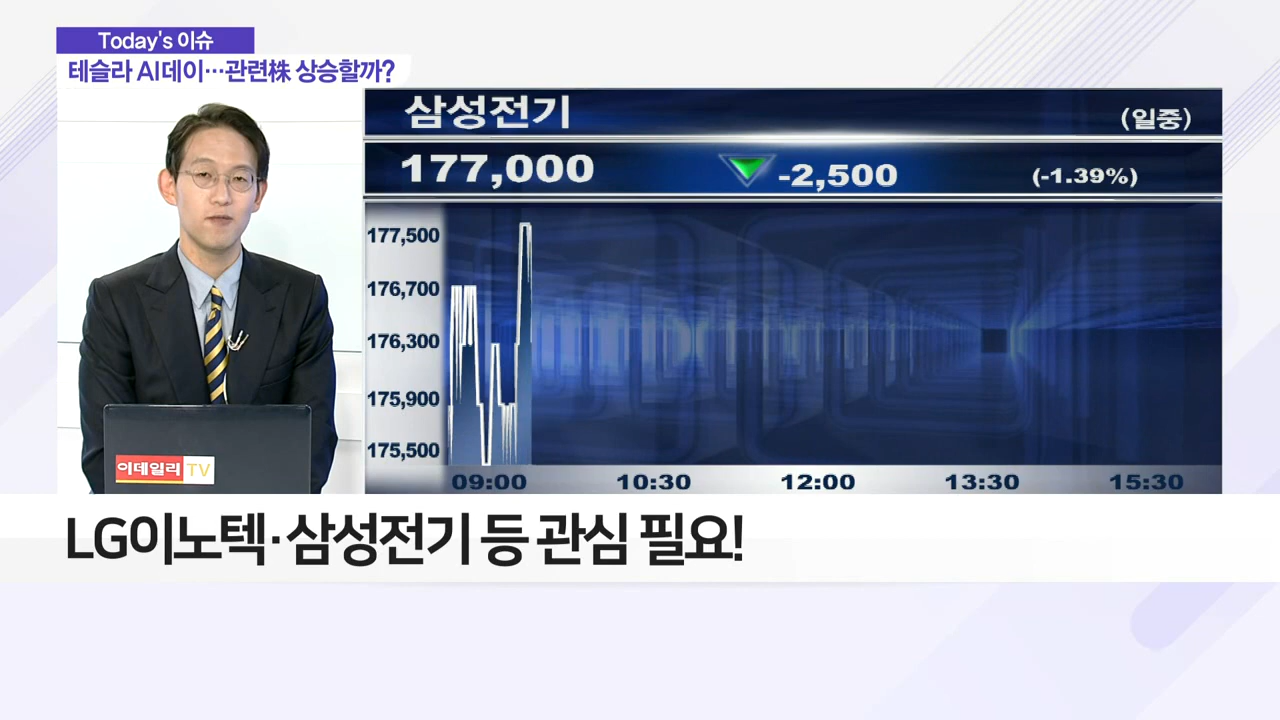 Today's 이슈
테슬라 AI데이…관련株 상승할까?
삼성전기
(일중)
177,000
-2,500
(-1.39%)
177,500
176,700
176,300
175,900
175,500
09:00
10:30
12:00
13:30
15:30
이데일리 TV
LG이노텍·삼성전기 등 관심 필요!